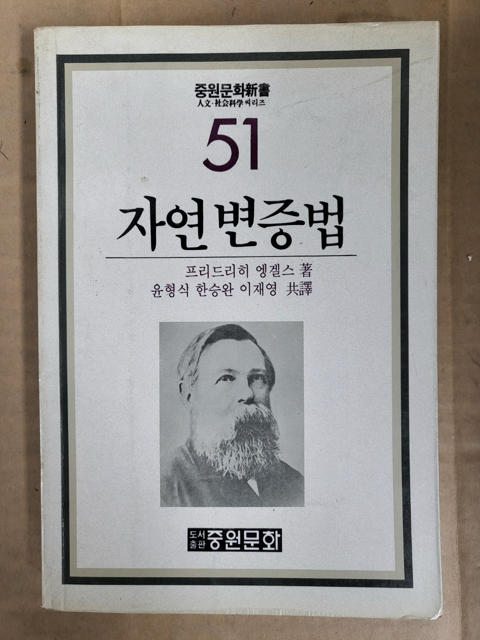 중원문화新書
人文·社会科學 씨리즈
51
자연변증법
프리드리히 엥겔스 著
윤형식 한승완 이재영 共譯
도서
출판 중원문화